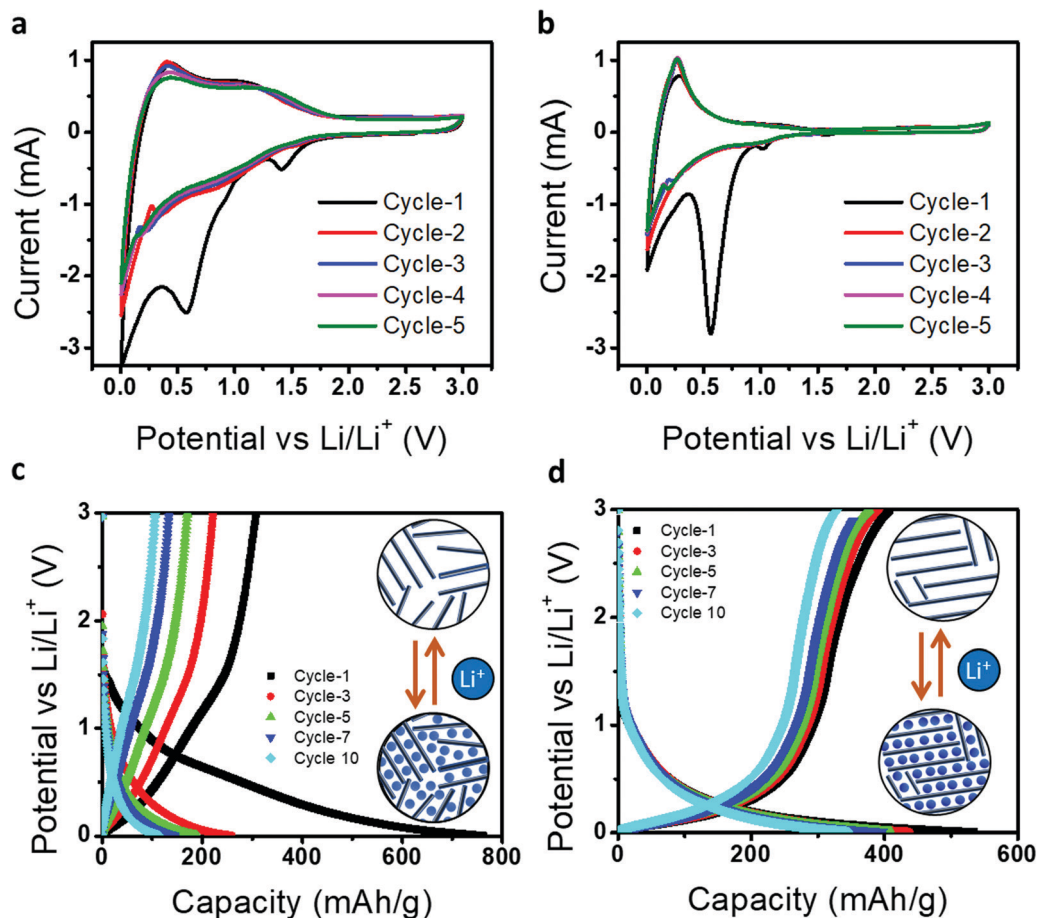 a
1
0
-1
-2
-3
Current (mA)
Cycle-1
Cycle-2
Cycle-3
Cycle-4
Cycle-5
0.0 0.5 1.0 1.5 2.0 2.5 3.0
Potential vs Li/Li⁺ (V)
b
1
0
-1
-2
-3
Current (mA)
Cycle-1
Cycle-2
Cycle-3
Cycle-4
Cycle-5
0.0 0.5 1.0 1.5 2.0 2.5 3.0
Potential vs Li/Li⁺ (V)
c
3
2
1
0
Potential vs Li/Li⁺ (V)
Cycle-1
Cycle-3
Cycle-5
Cycle-7
Cycle 10
Li⁺
0 200 400 600 800
Capacity (mAh/g)
d
3
2
1
0
Potential vs Li/Li⁺ (V)
Cycle-1
Cycle-3
Cycle-5
Cycle-7
Cycle 10
Li⁺
0 200 400 600
Capacity (mAh/g)